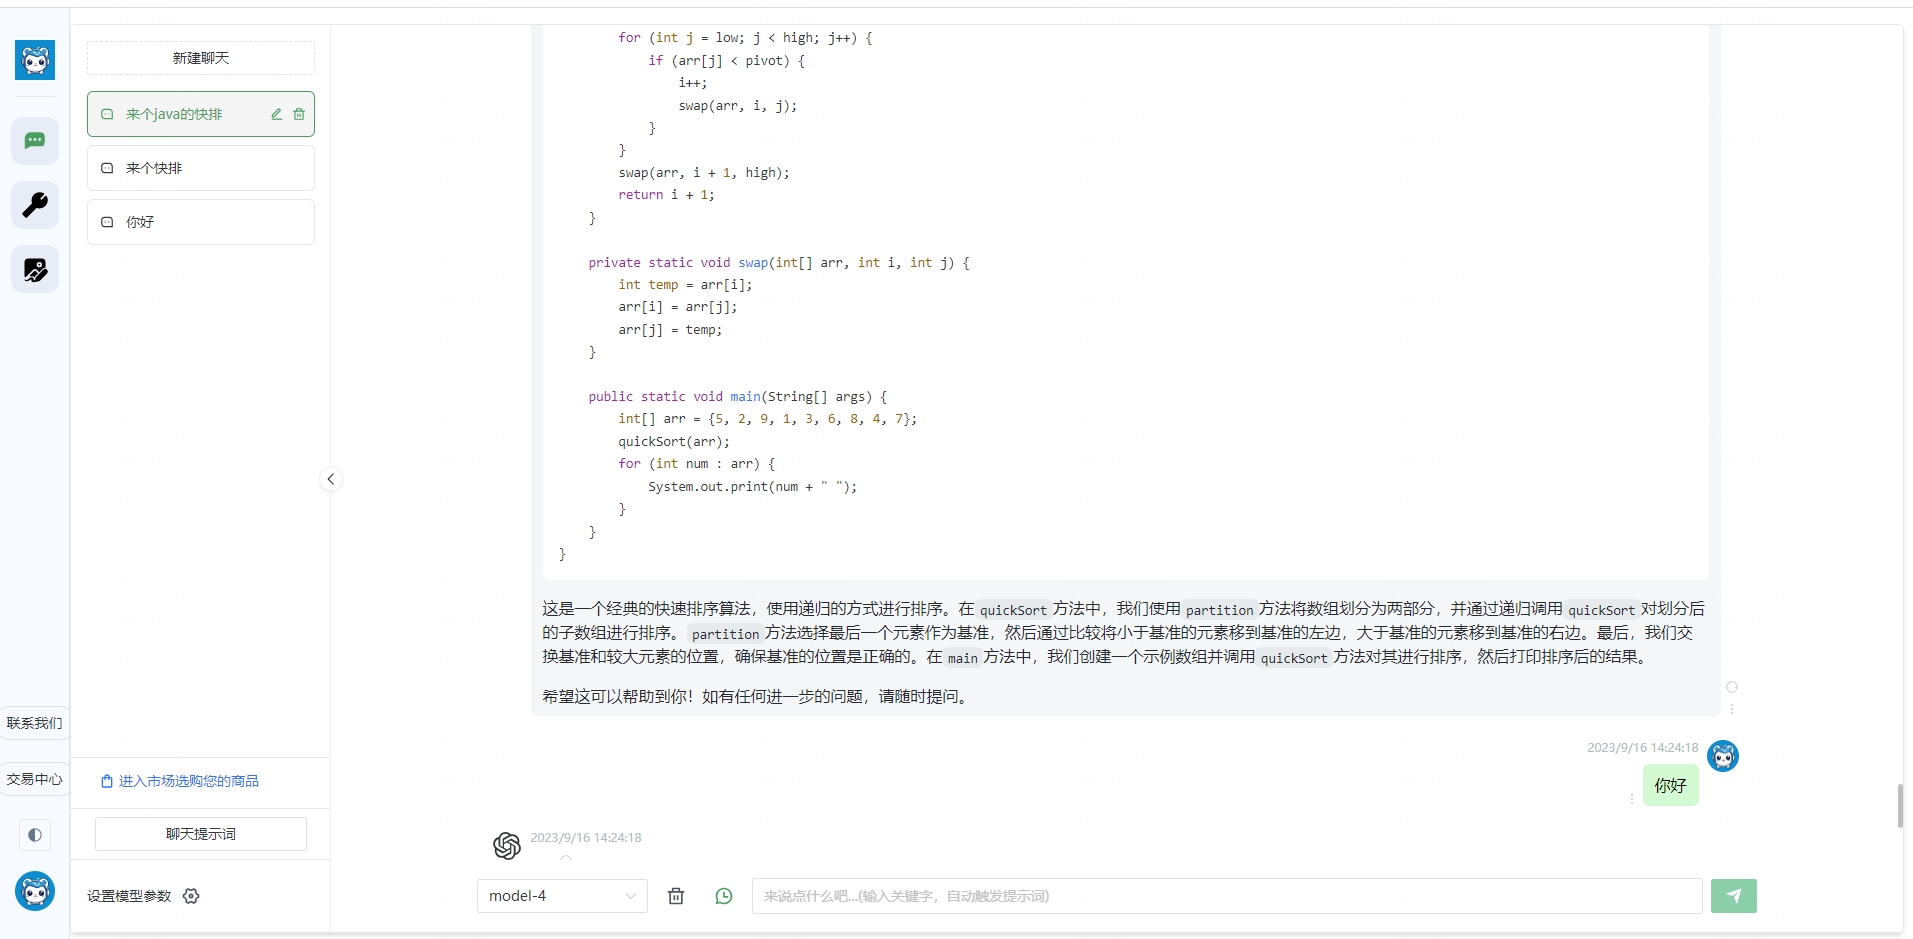 新建聊天
来个java的快排
来个快排
你好
联系我们
交易中心
进入市场选购您的商品
聊天提示词
设置模型参数
for (int j = low; j < high; j++) {
if (arr[j] < pivot) {
i++;
swap(arr, i, j);
}
}
swap(arr, i + 1, high);
return i + 1;
}
private static void swap(int[] arr, int i, int j) {
int temp = arr[i];
arr[i] = arr[j];
arr[j] = temp;
}
public static void main(String[] args) {
int[] arr = {5, 2, 9, 1, 3, 6, 8, 4, 7};
quickSort(arr);
for (int num : arr) {
System.out.print(num + " ");
}
}
}
这是一个经典的快速排序算法，使用递归的方式进行排序。在 quickSort 方法中，我们使用 partition 方法将数组划分为两部分，并通过递归调用 quickSort 对划分后
的子数组进行排序。 partition 方法选择最后一个元素作为基准，然后通过比较将小于基准的元素移到基准的左边，大于基准的元素移到基准的右边。最后，我们交
换基准和较大元素的位置，确保基准的位置是正确的。在 main 方法中，我们创建一个示例数组并调用 quickSort 方法对其进行排序，然后打印排序后的结果。
希望这可以帮助到你！如有任何进一步的问题，请随时提问。
2023/9/16 14:24:18
你好
2023/9/16 14:24:18
model-4
来说点什么吧...(输入关键字，自动触发提示词)